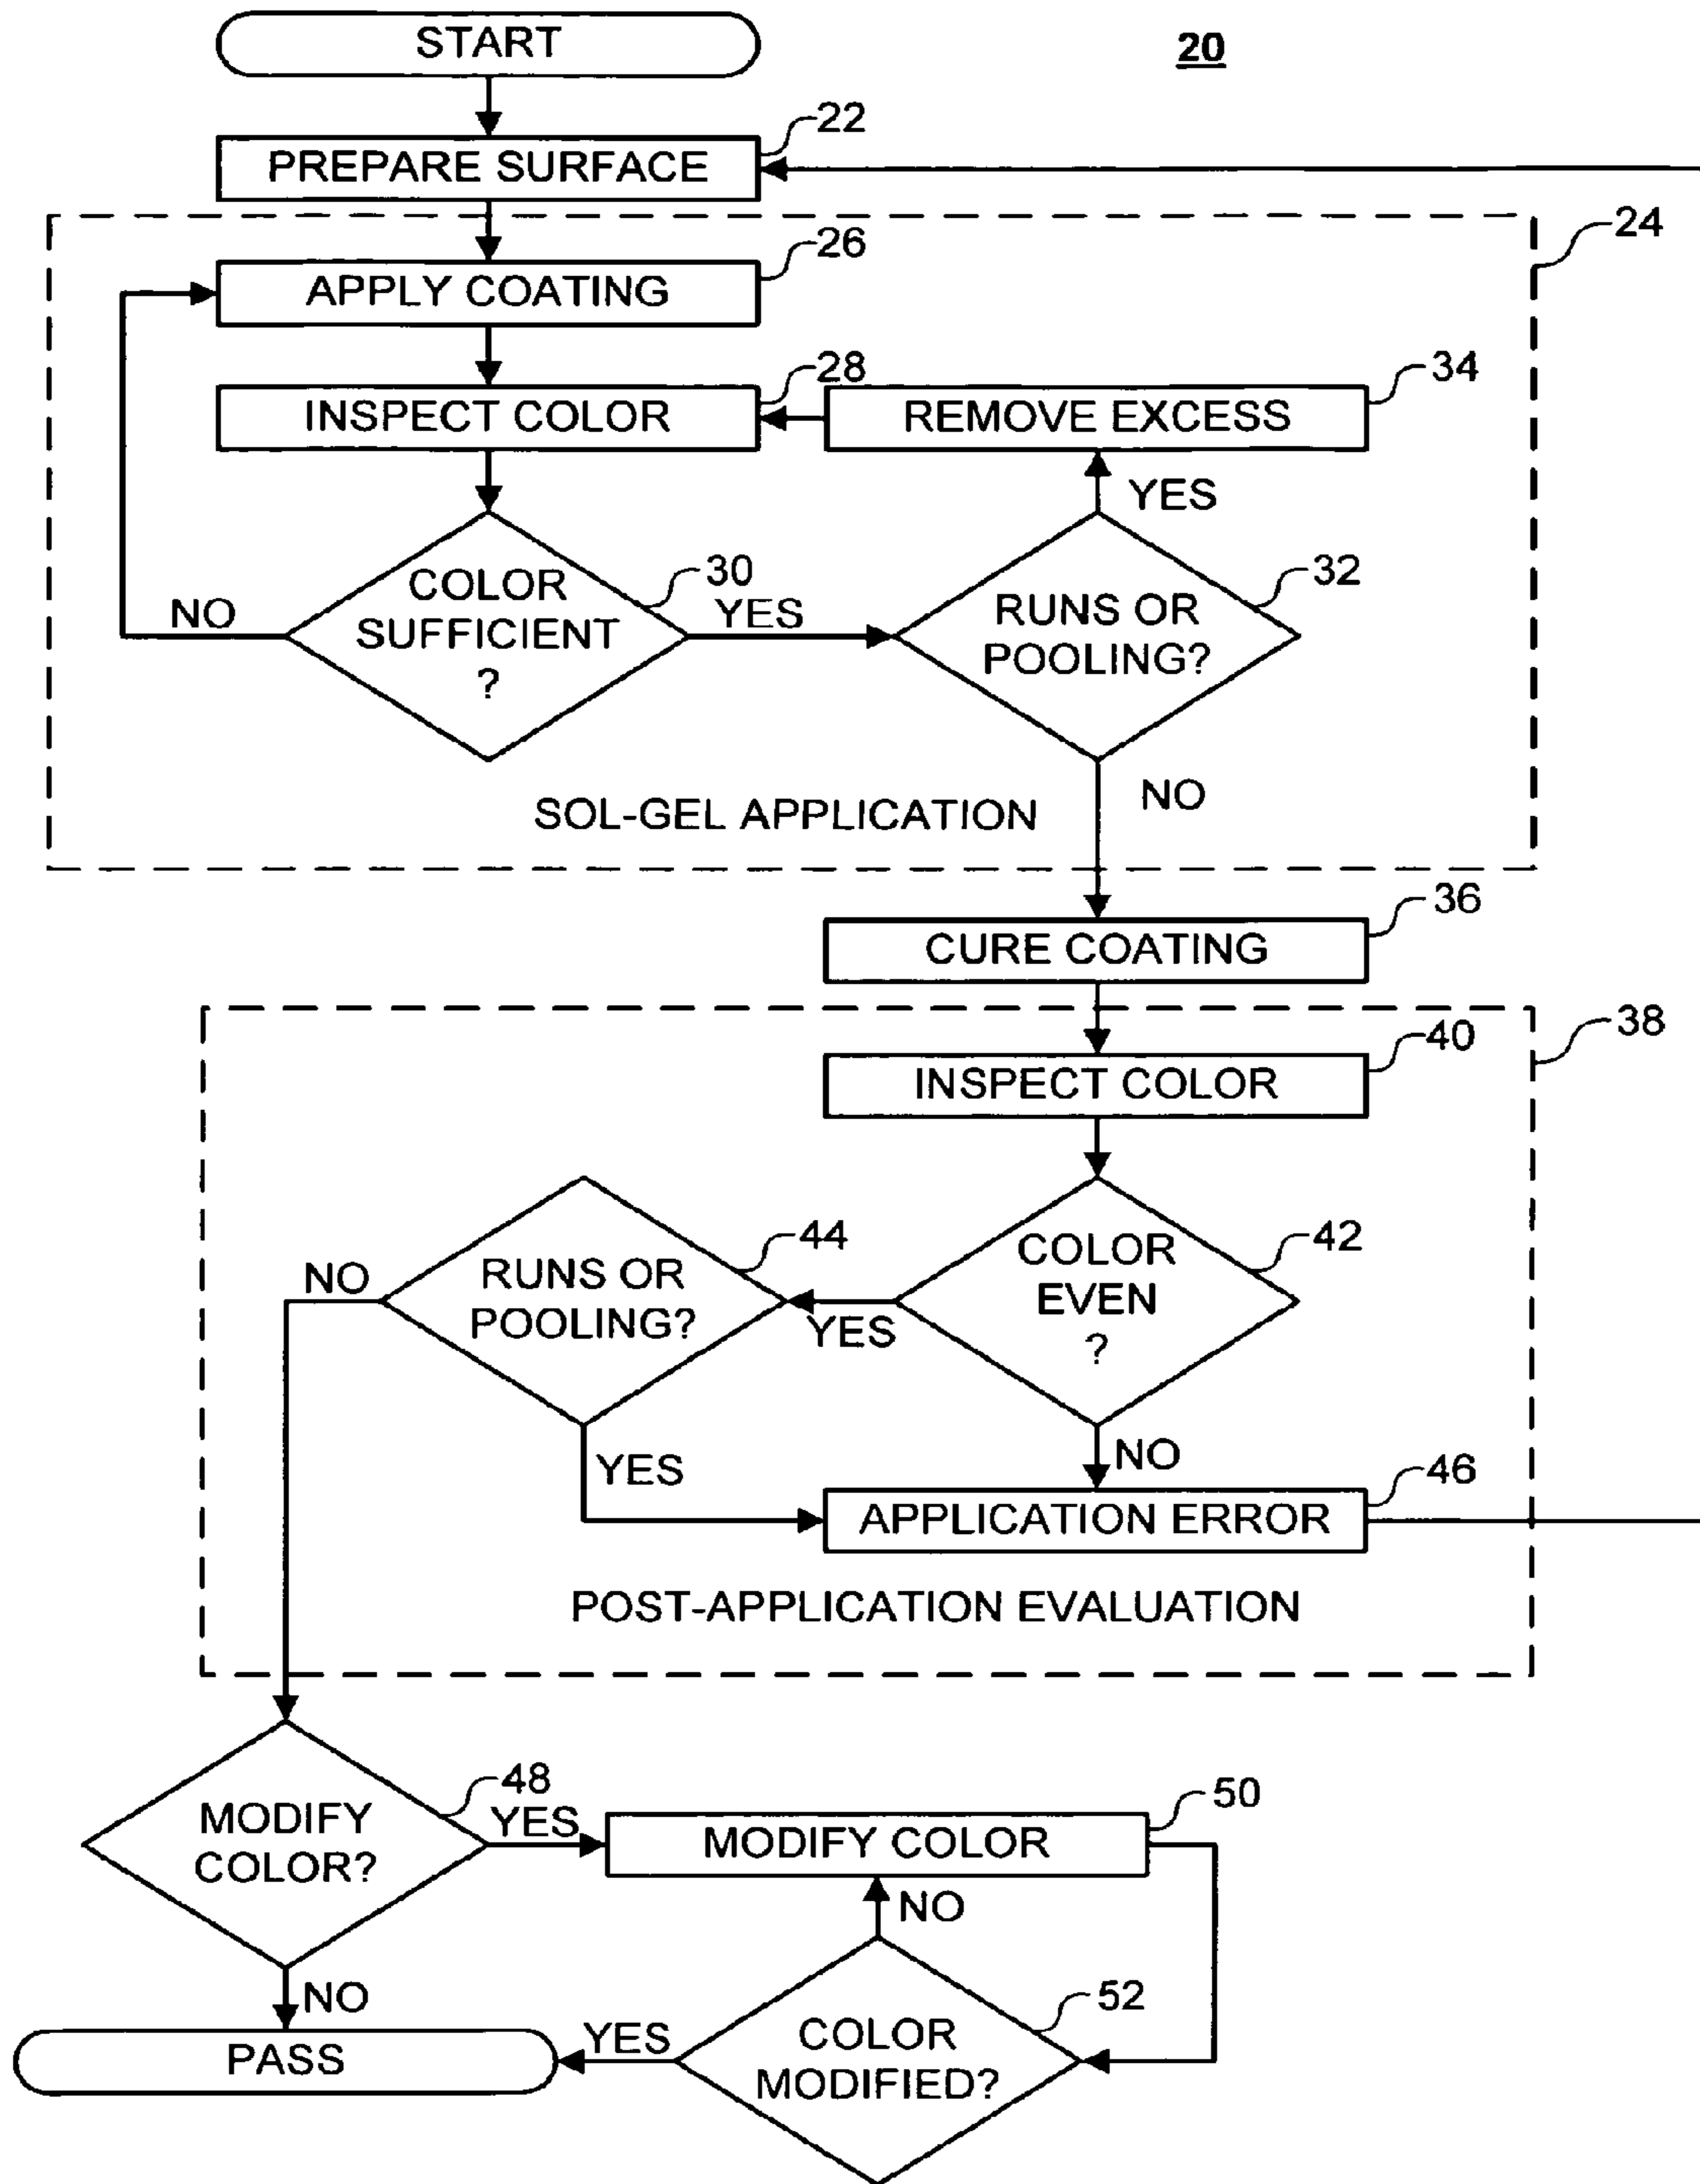 START
20
22
PREPARE SURFACE
24
26
APPLY COATING
28
34
INSPECT COLOR
REMOVE EXCESS
YES
30
32
COLOR
SUFFICIENT
?
NO
YES
RUNS OR
POOLING?
NO
SOL-GEL APPLICATION
36
CURE COATING
38
40
INSPECT COLOR
44
42
COLOR
EVEN
?
NO
RUNS OR
POOLING?
YES
NO
YES
46
APPLICATION ERROR
POST-APPLICATION EVALUATION
48
50
MODIFY
COLOR?
YES
MODIFY COLOR
NO
NO
52
YES
COLOR
MODIFIED?
PASS